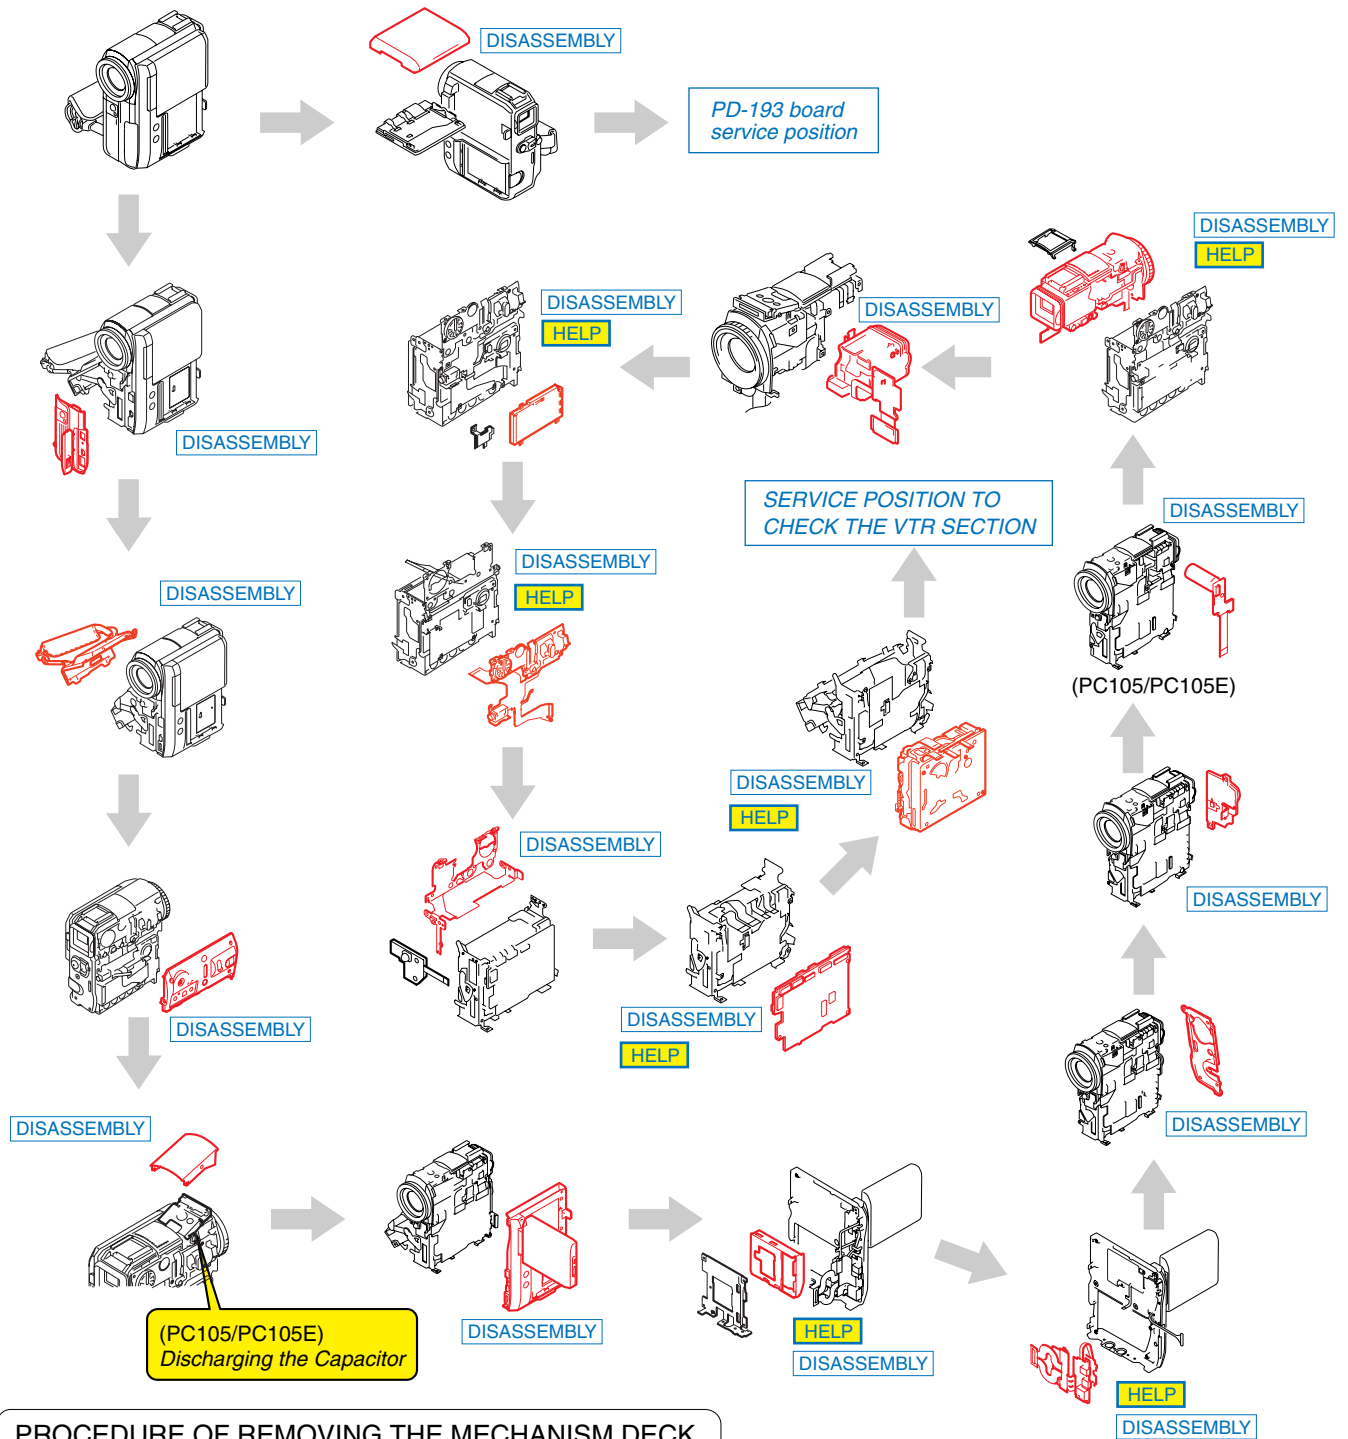 DISASSEMBLY
PD-193 board
service position
DISASSEMBLY
HELP
DISASSEMBLY
HELP
DISASSEMBLY
DISASSEMBLY
SERVICE POSITION TO
CHECK THE VTR SECTION
DISASSEMBLY
DISASSEMBLY
HELP
DISASSEMBLY
(PC105/PC105E)
DISASSEMBLY
HELP
DISASSEMBLY
DISASSEMBLY
DISASSEMBLY
HELP
DISASSEMBLY
DISASSEMBLY
DISASSEMBLY
(PC105/PC105E)
Discharging the Capacitor
DISASSEMBLY
HELP
DISASSEMBLY
HELP
DISASSEMBLY
PROCEDURE OF REMOVING THE MECHANISM DECK